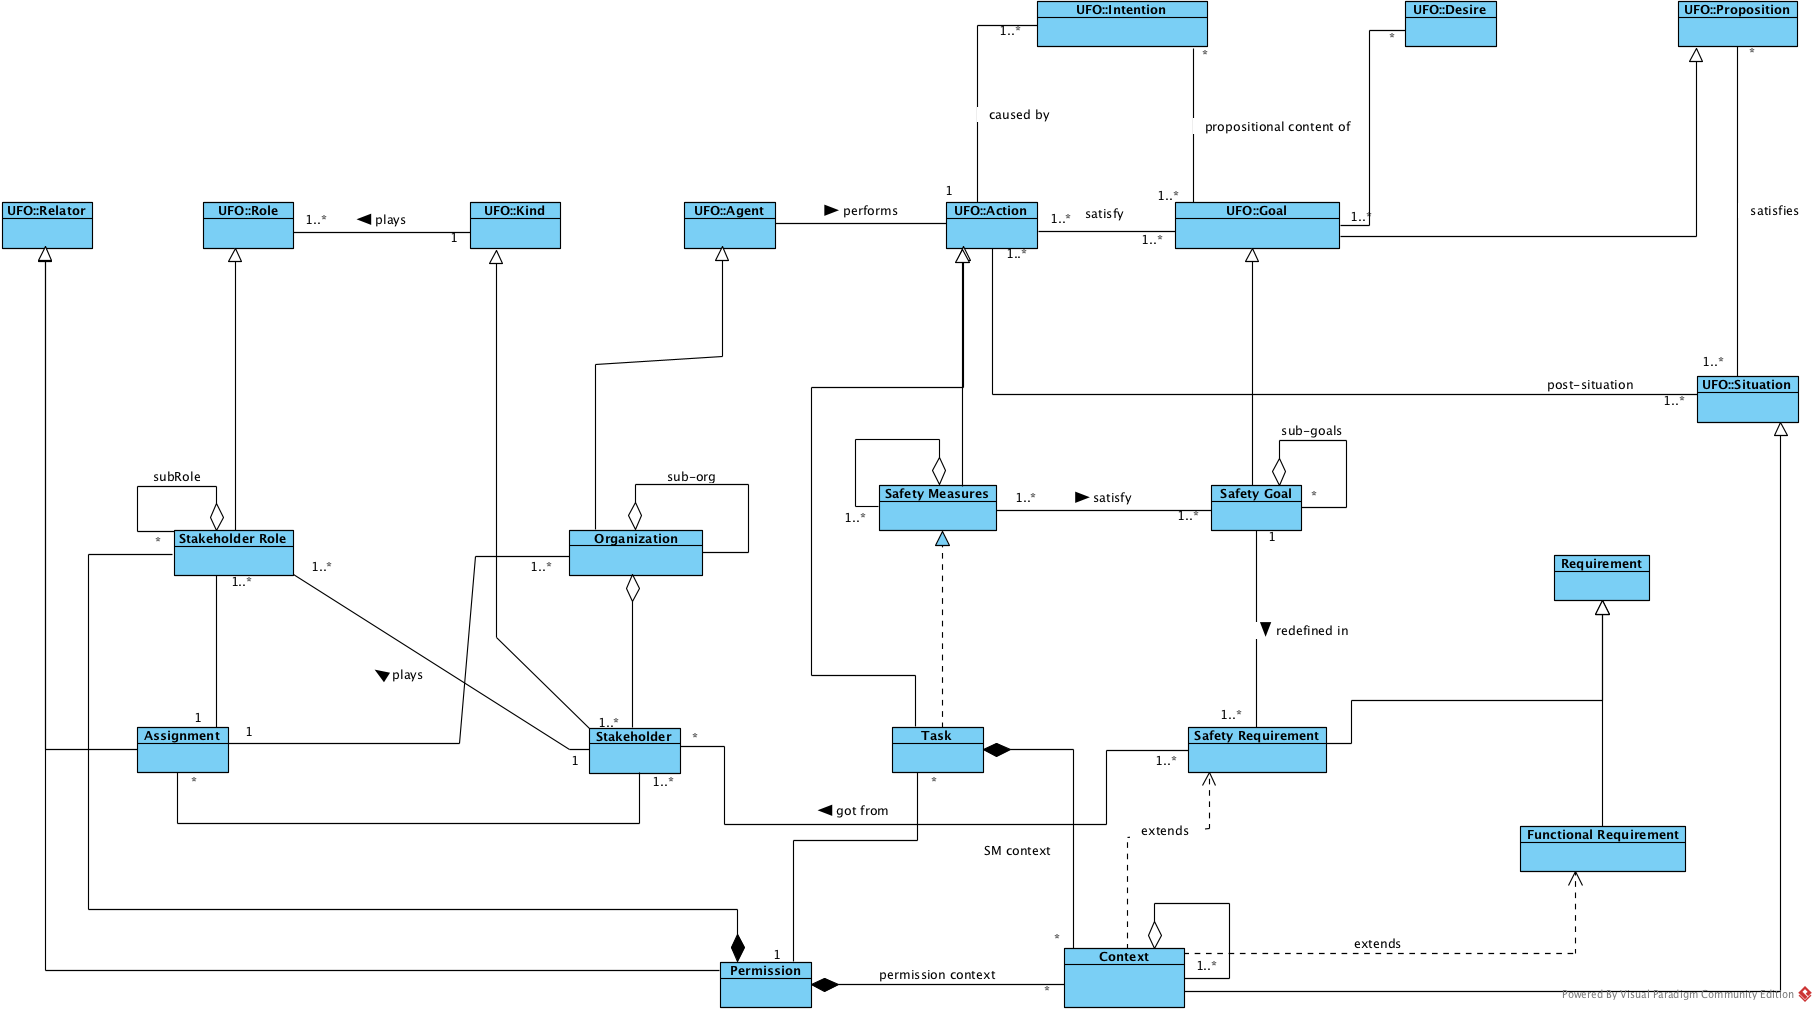 UFO::Intention
UFO::Desire
UFO::Proposition
1..*
*
*
*
caused by
propositional content of
1
1..*
UFO::Relator
UFO::Role
1..*
plays
UFO::Kind
1
UFO::Agent
performs
UFO::Action
1..*
satisfy
1..*
UFO::Goal
1..*
satisfies
1..*
1..*
post-situation
UFO::Situation
1..*
sub-goals
subRole
sub-org
Safety Measures
1..*
satisfy
Safety Goal
*
1..*
1..*
Stakeholder Role
*
Organization
1
1..*
1..*
1..*
Requirement
redefined in
plays
1..*
1
1
Assignment
1..*
Stakeholder
*
Task
Safety Requirement
1
1..*
*
1..*
*
got from
extends
Functional Requirement
SM context
*
extends
1
Permission
permission context
Context
1..*
*
Powered By Visual Paradigm Community Edition